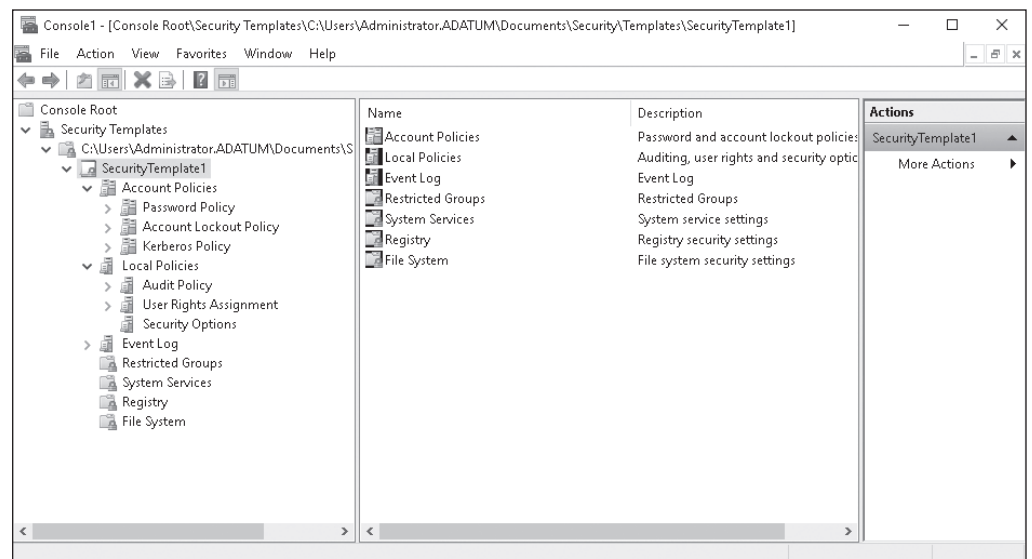 Console1 - [Console Root\Security Templates\C:\Users\Administrator.ADATUM\Documents\Security\Templates\SecurityTemplate1]
File Action View Favorites Window Help
Console Root
Security Templates
C:\Users\Administrator.ADATUM\Documents\S
SecurityTemplate1
Account Policies
Password Policy
Account Lockout Policy
Kerberos Policy
Local Policies
Audit Policy
User Rights Assignment
Security Options
Event Log
Restricted Groups
System Services
Registry
File System
Name Description
Account Policies Password and account lockout policies
Local Policies Auditing, user rights and security optic
Event Log Event Log
Restricted Groups Restricted Groups
System Services System service settings
Registry Registry security settings
File System File system security settings
Actions
SecurityTemplate1
More Actions